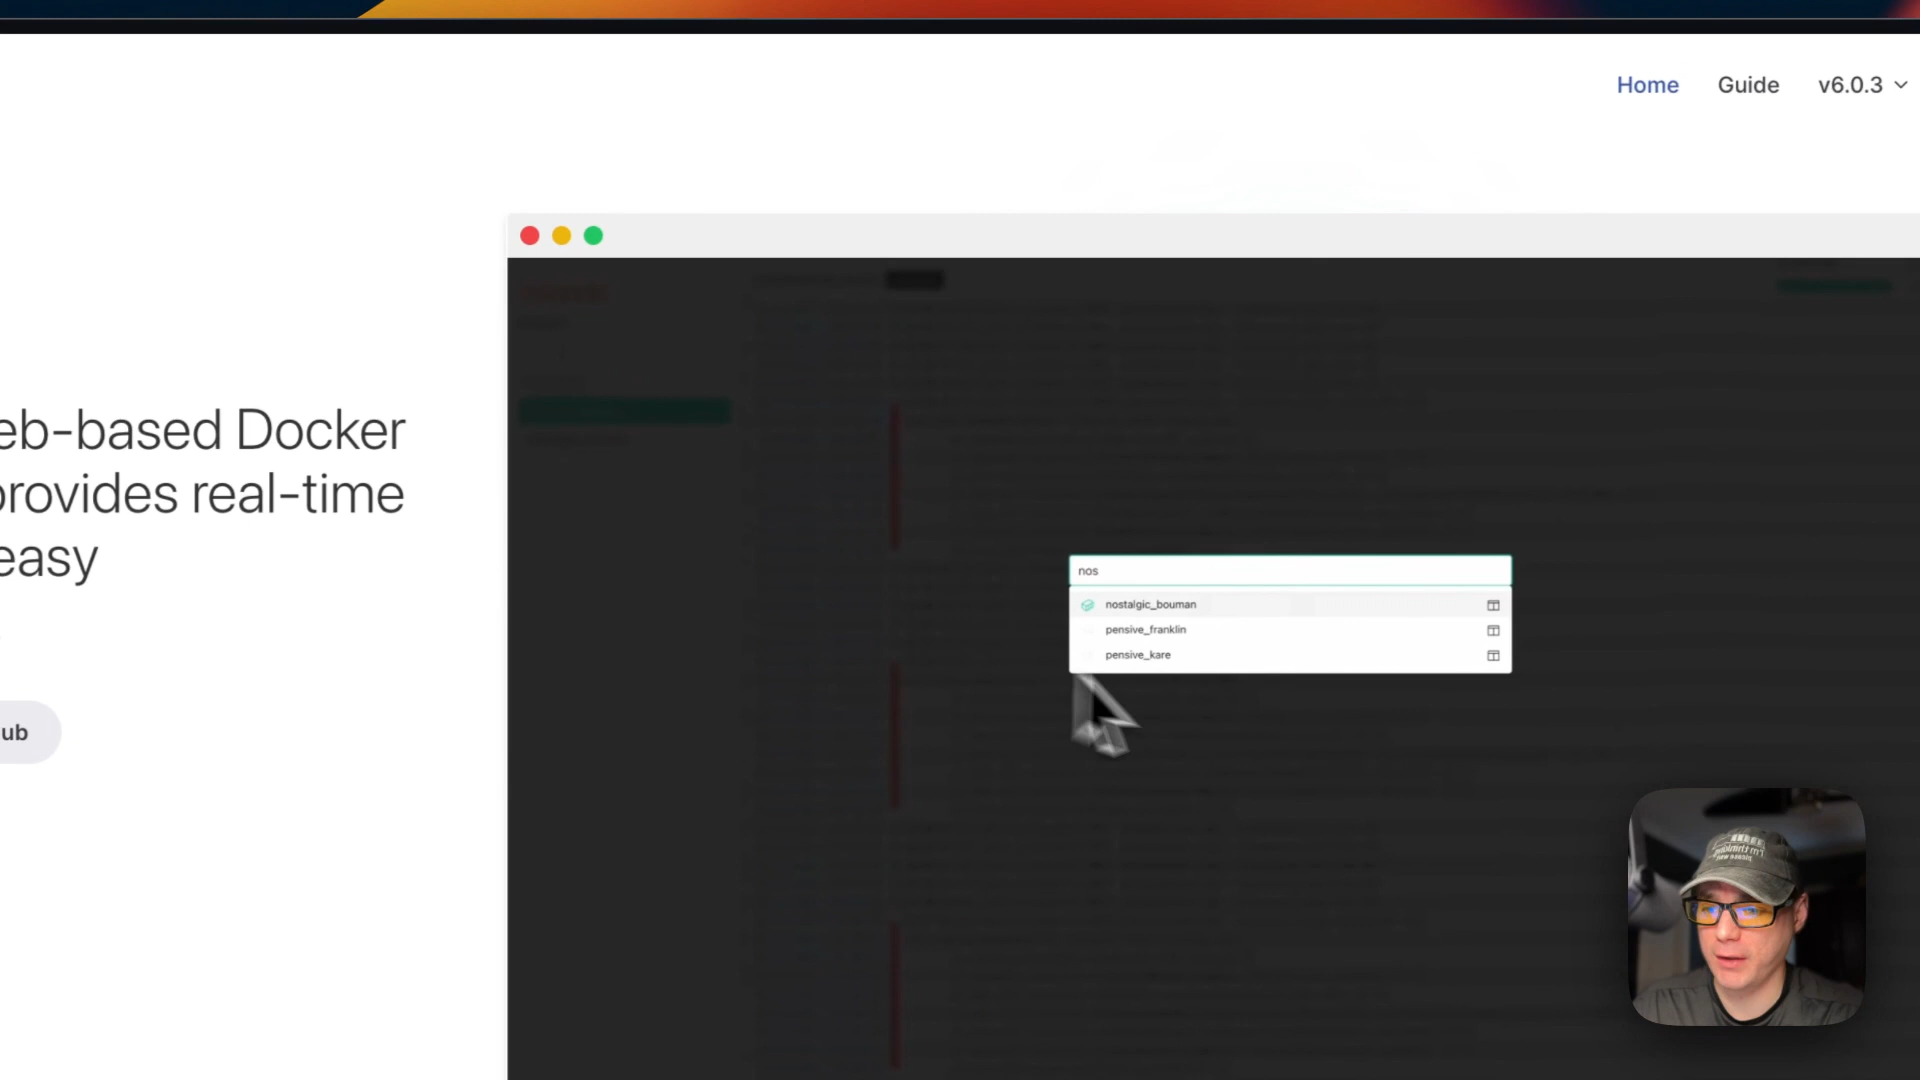 Home Guide v6.0.3
eb-based Docker
provides real-time
easy
ub
nos
nostalgic_bouman
pensive_franklin
pensive_kare